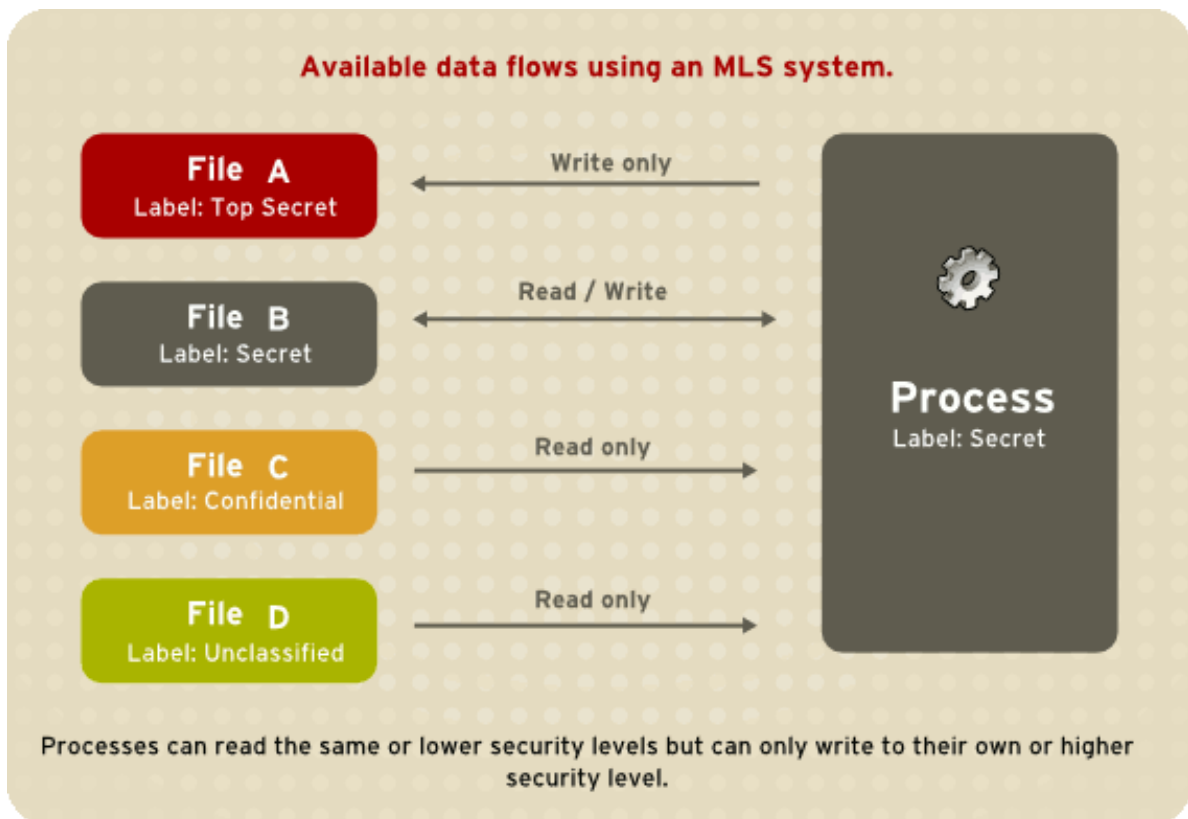 Available data flows using an MLS system.
File A
Label: Top Secret
Write only
File B
Label: Secret
Read / Write
File C
Label: Confidential
Read only
File D
Label: Unclassified
Read only
Process
Label: Secret
Processes can read the same or lower security levels but can only write to their own or higher
security level.